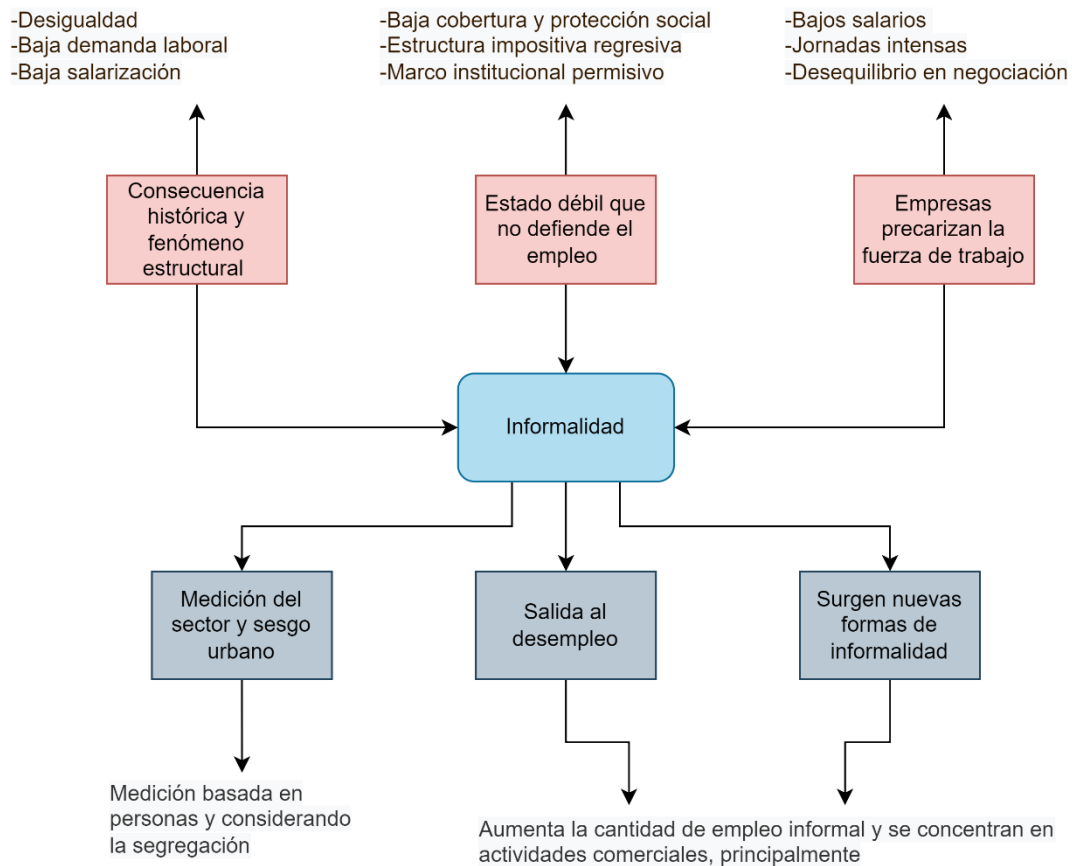 -Desigualdad
-Baja demanda laboral
-Baja salarización
-Baja cobertura y protección social
-Estructura impositiva regresiva
-Marco institucional permisivo
-Bajos salarios
-Jornadas intensas
-Desequilibrio en negociación
Consecuencia
histórica y
fenómeno
estructural
Estado débil que
no defiende el
empleo
Empresas
precarizan la
fuerza de trabajo
Informalidad
Medición del
sector y sesgo
urbano
Salida al
desempleo
Surgen nuevas
formas de
informalidad
Medición basada en
personas y considerando
la segregación
Aumenta la cantidad de empleo informal y se concentran en
actividades comerciales, principalmente